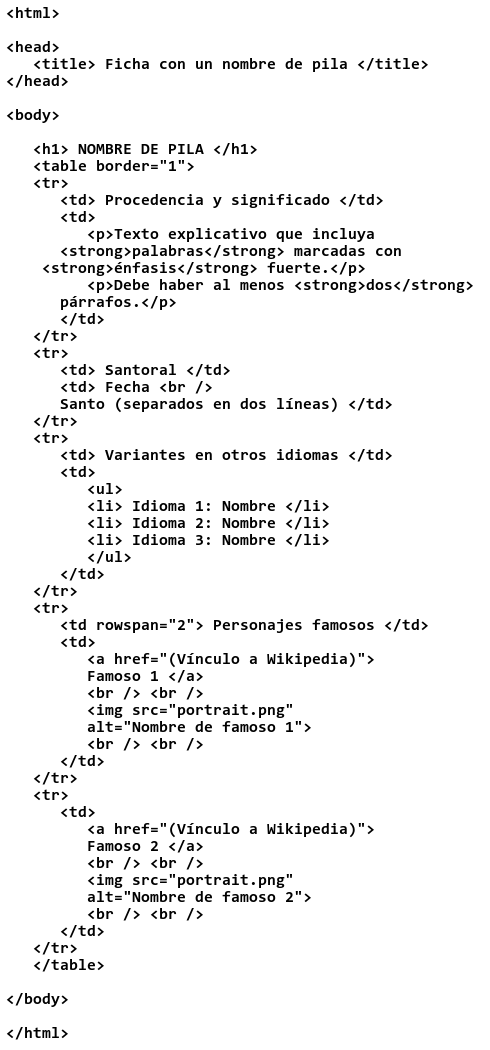 <html>
<head>
<title> Ficha con un nombre de pila </title>
</head>
<body>
<h1> NOMBRE DE PILA </h1>
<table border="1">
<tr>
<td> Procedencia y significado </td>
<td>
<p>Texto explicativo que incluya
<strong>palabras</strong> marcadas con
<strong>énfasis</strong> fuerte.</p>
<p>Debe haber al menos <strong>dos</strong>
párrafos.</p>
</td>
</tr>
<tr>
<td> Santoral </td>
<td> Fecha <br />
Santo (separados en dos líneas) </td>
</tr>
<tr>
<td> Variantes en otros idiomas </td>
<td>
<ul>
<li> Idioma 1: Nombre </li>
<li> Idioma 2: Nombre </li>
<li> Idioma 3: Nombre </li>
</ul>
</td>
</tr>
<tr>
<td rowspan="2"> Personajes famosos </td>
<td>
<a href="(Vínculo a Wikipedia)">
Famoso 1 </a>
<br /> <br />
<img src="portrait.png"
alt="Nombre de famoso 1">
<br /> <br />
</td>
</tr>
<tr>
<td>
<a href="(Vínculo a Wikipedia)">
Famoso 2 </a>
<br /> <br />
<img src="portrait.png"
alt="Nombre de famoso 2">
<br /> <br />
</td>
</tr>
</table>
</body>
</html>